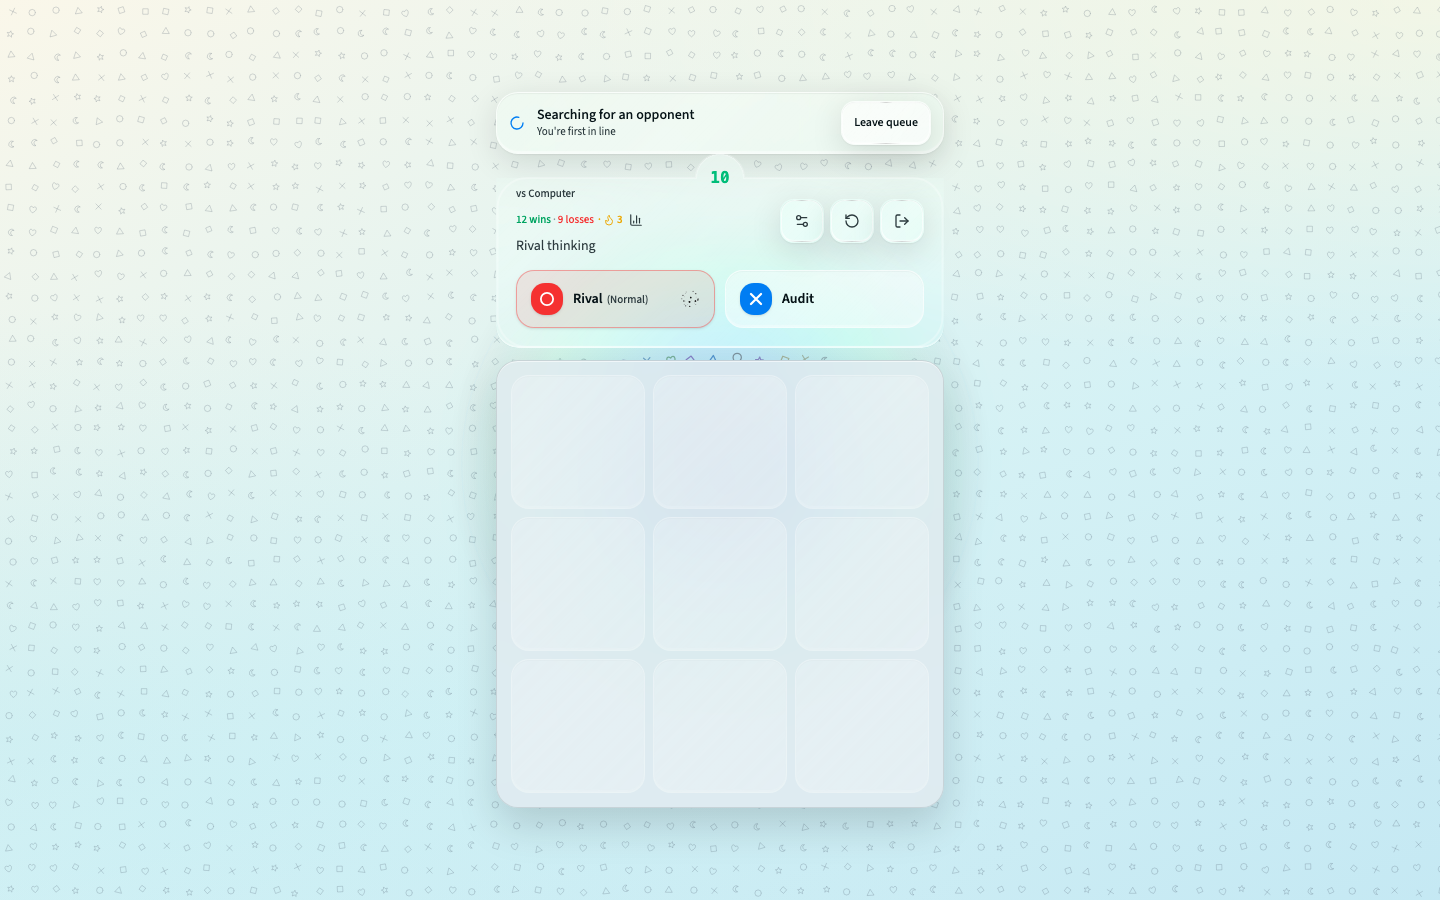 Searching for an opponent
You're first in line
Leave queue
10
vs Computer
12 wins · 9 losses · 3
Rival thinking
Rival (Normal)
Audit